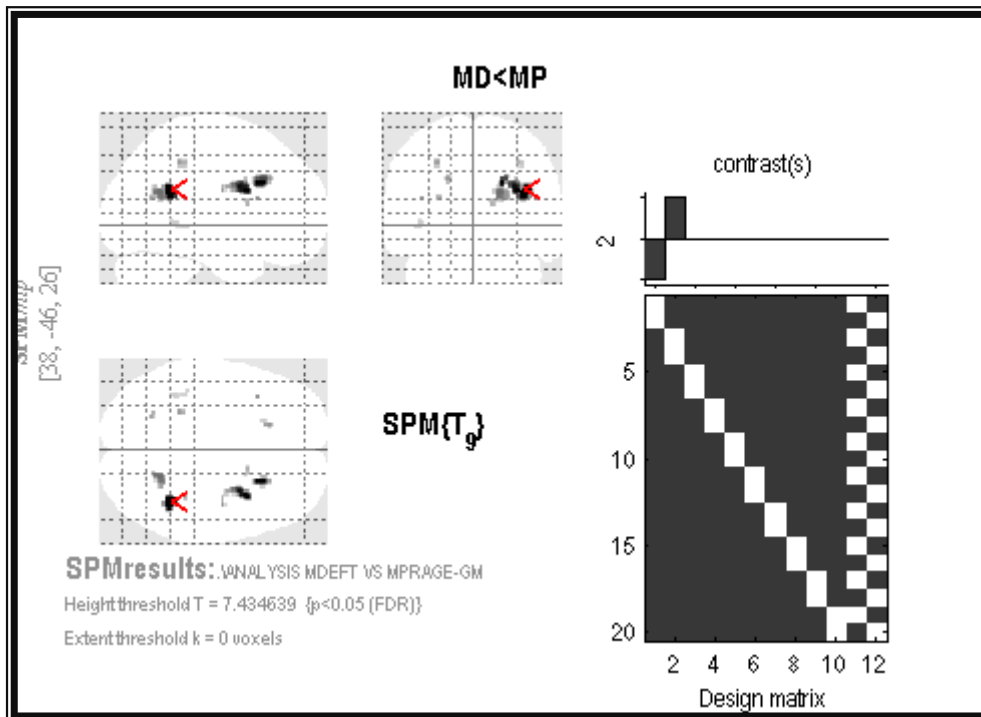 MD<MP
contrast(s)
2
SPMmip
[38, -46, 26]
SPM{T9}
5
10
15
20
2 4 6 8 10 12
Design matrix
SPMresults: .\ANALYSIS MDEFT VS MPRAGE-GM
Height threshold T = 7.434639 {p<0.05 (FDR)}
Extent threshold k = 0 voxels